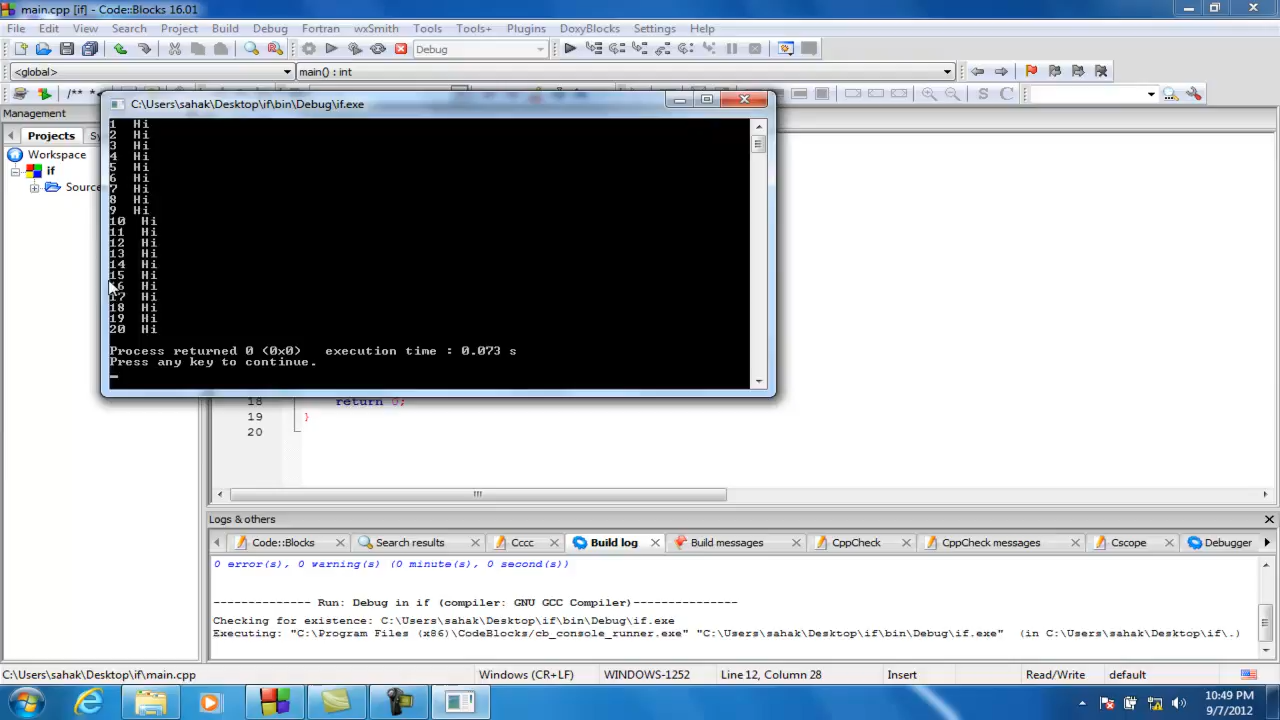 main.cpp [if] - Code::Blocks 16.01
File Edit View Search Project Build Debug Fortran wxSmith Tools Tools+ Plugins DoxyBlocks Settings Help
Debug
<global> main() : int
/** *
C:\Users\sahak\Desktop\if\bin\Debug\if.exe
Management
Projects Sy
Workspace
if
Source
1 Hi
2 Hi
3 Hi
4 Hi
5 Hi
6 Hi
7 Hi
8 Hi
9 Hi
10 Hi
11 Hi
12 Hi
13 Hi
14 Hi
15 Hi
16 Hi
17 Hi
18 Hi
19 Hi
20 Hi
Process returned 0 (0x0) execution time : 0.073 s
Press any key to continue.
18 return 0;
19 }
20
Logs & others
Code::Blocks Search results Cccc Build log Build messages CppCheck CppCheck messages Cscope Debugger
0 error(s), 0 warning(s) (0 minute(s), 0 second(s))
-------------- Run: Debug in if (compiler: GNU GCC Compiler)---------------
Checking for existence: C:\Users\sahak\Desktop\if\bin\Debug\if.exe
Executing: "C:\Program Files (x86)\CodeBlocks/cb_console_runner.exe" "C:\Users\sahak\Desktop\if\bin\Debug\if.exe" (in C:\Users\sahak\Desktop\if\.)
C:\Users\sahak\Desktop\if\main.cpp Windows (CR+LF) WINDOWS-1252 Line 12, Column 28 Insert Read/Write default
10:49 PM
9/7/2012